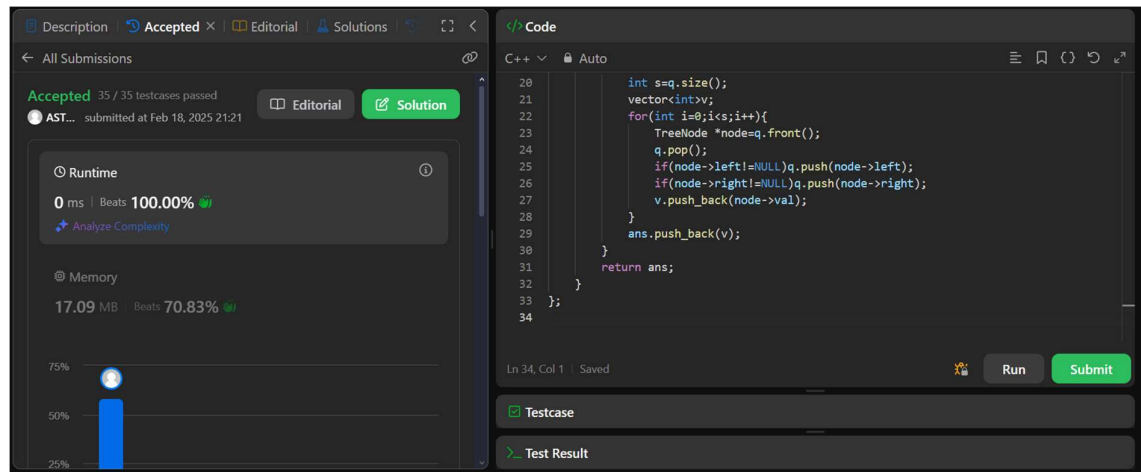 Description Accepted × Editorial Solutions
All Submissions
Accepted 35 / 35 testcases passed
AST... submitted at Feb 18, 2025 21:21
Editorial
Solution
Runtime
0 ms | Beats 100.00%
Analyze Complexity
Memory
17.09 MB | Beats 70.83%
75%
50%
25%
</> Code
C++ Auto
20 int s=q.size();
21 vector<int>v;
22 for(int i=0;i<s;i++){
23 TreeNode *node=q.front();
24 q.pop();
25 if(node->left!=NULL)q.push(node->left);
26 if(node->right!=NULL)q.push(node->right);
27 v.push_back(node->val);
28 }
29 ans.push_back(v);
30 }
31 return ans;
32 }
33 };
34
Ln 34, Col 1 | Saved
Run
Submit
Testcase
>_ Test Result